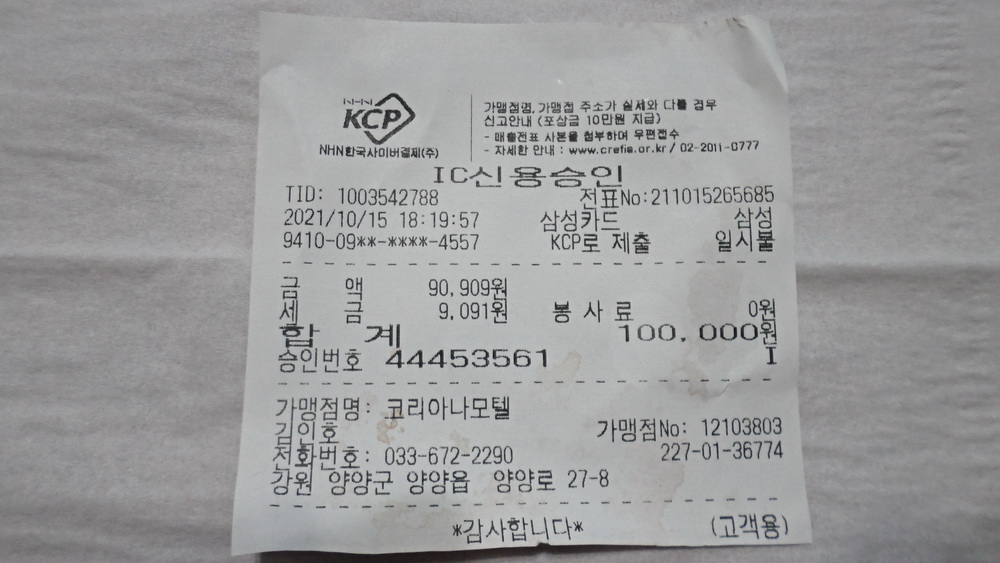 NHN
KCP
NHN한국사이버결제(주)
가맹점명, 가맹점 주소가 실제와 다를 경우
신고안내 (포상금 10만원 지급)
- 매출전표 사본을 첨부하여 우편접수
- 자세한 안내 : www.crefia.or.kr / 02-2011-0777
IC신용승인
TID: 1003542788 전표No:211015265685
2021/10/15 18:19:57 삼성카드 삼성
9410-09**-****-4557 KCP로 제출 일시불
금 액 90,909원
세 금 9,091원 봉 사 료 0원
합 계 100,000원
승인번호 44453561 I
가맹점명: 코리아나모텔
김인호 가맹점No: 12103803
전화번호: 033-672-2290 227-01-36774
강원 양양군 양양읍 양양로 27-8
*감사합니다* (고객용)